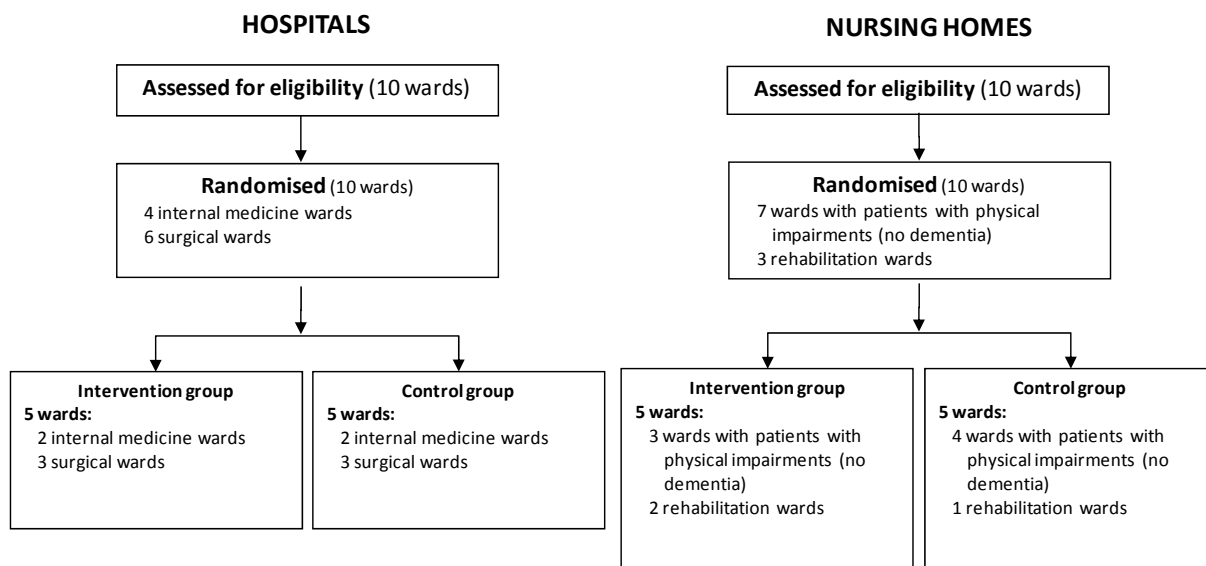 HOSPITALS
Assessed for eligibility (10 wards)
Randomised (10 wards)
4 internal medicine wards
6 surgical wards
Intervention group
5 wards:
2 internal medicine wards
3 surgical wards
Control group
5 wards:
2 internal medicine wards
3 surgical wards
NURSING HOMES
Assessed for eligibility (10 wards)
Randomised (10 wards)
7 wards with patients with physical
impairments (no dementia)
3 rehabilitation wards
Intervention group
5 wards:
3 wards with patients with
physical impairments (no
dementia)
2 rehabilitation wards
Control group
5 wards:
4 wards with patients with
physical impairments (no
dementia)
1 rehabilitation wards